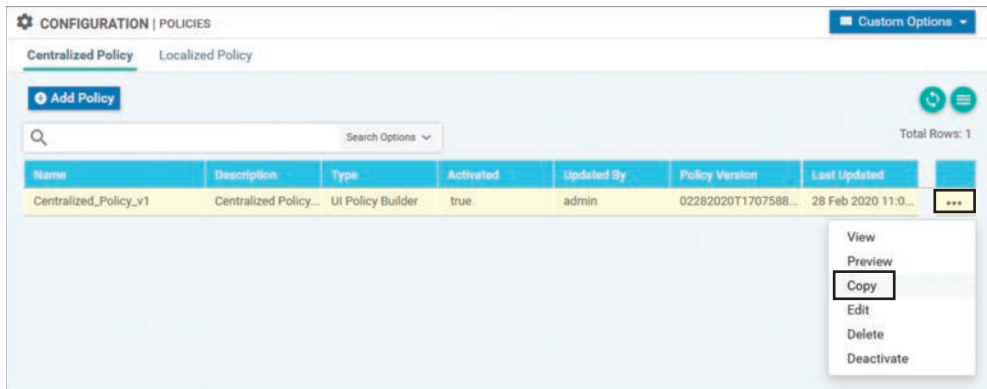 CONFIGURATION | POLICIES
Custom Options
Centralized Policy Localized Policy
Add Policy
Search Options
Total Rows: 1
Name Description Type Activated Updated By Policy Version Last Updated
Centralized_Policy_v1 Centralized Policy... UI Policy Builder true admin 02282020T1707588... 28 Feb 2020 11:0... •••
View
Preview
Copy
Edit
Delete
Deactivate